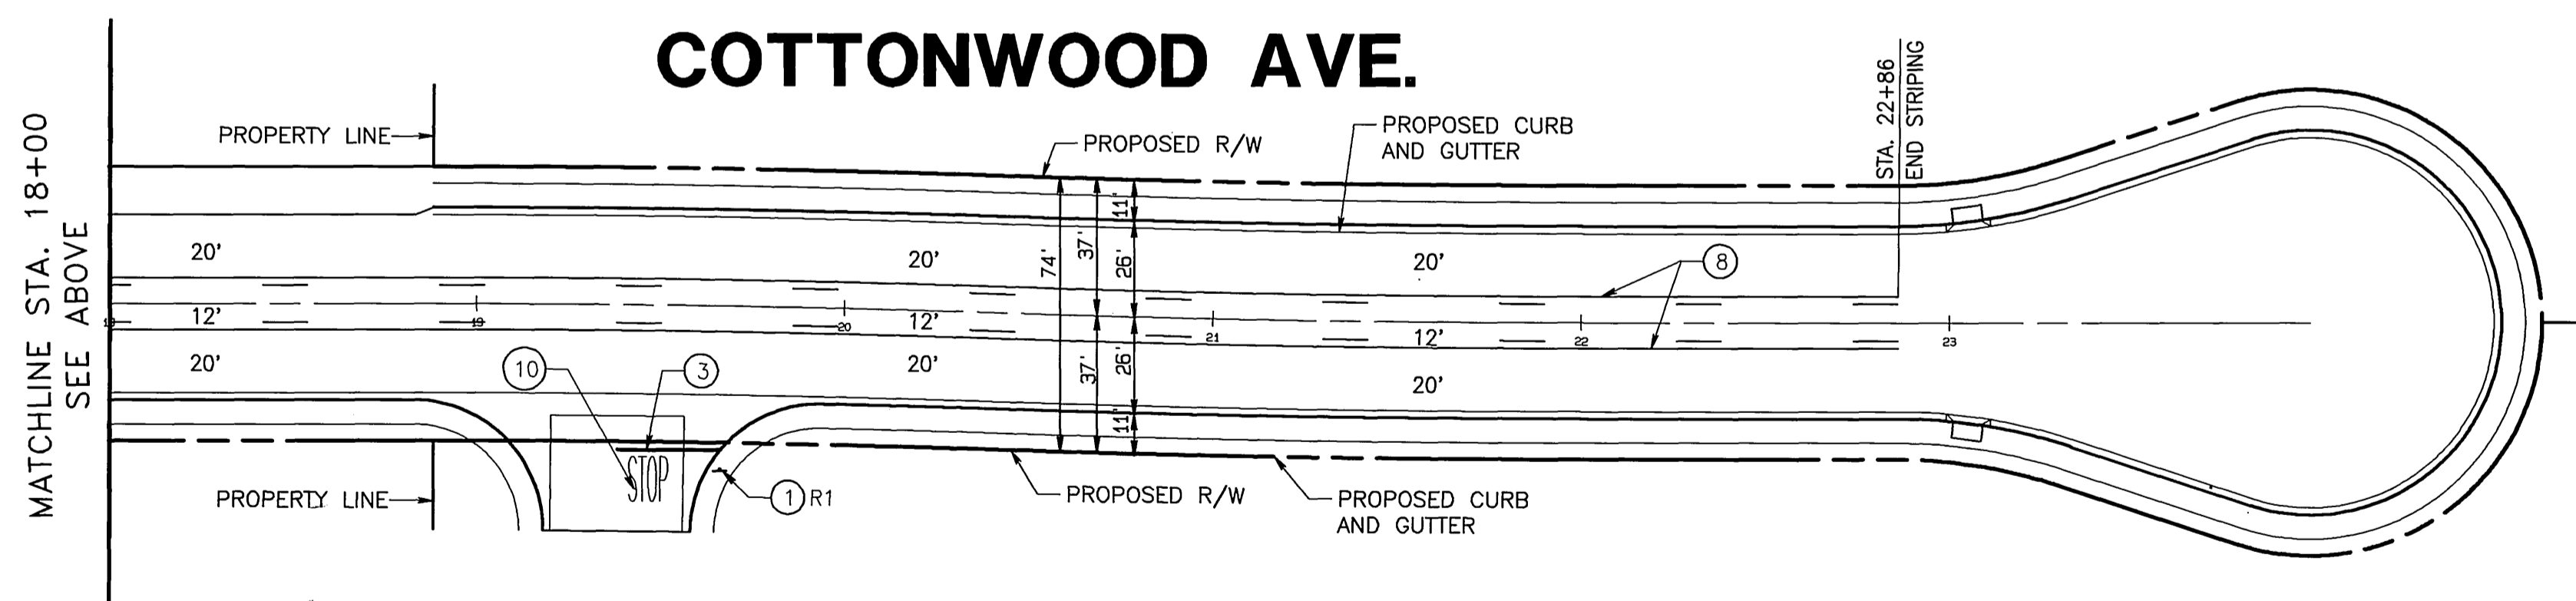 COTTONWOOD AVE.
MATCHLINE STA. 18+00
SEE ABOVE
PROPERTY LINE
PROPOSED R/W
PROPOSED CURB
AND GUTTER
STA. 22+86
END STRIPING
20'
20'
20'
8
74'
37'
26'
11'
12'
12'
12'
18
19
20
21
22
23
20'
20'
20'
37'
26'
11'
10
3
STOP
1 R1
PROPERTY LINE
PROPOSED R/W
PROPOSED CURB
AND GUTTER